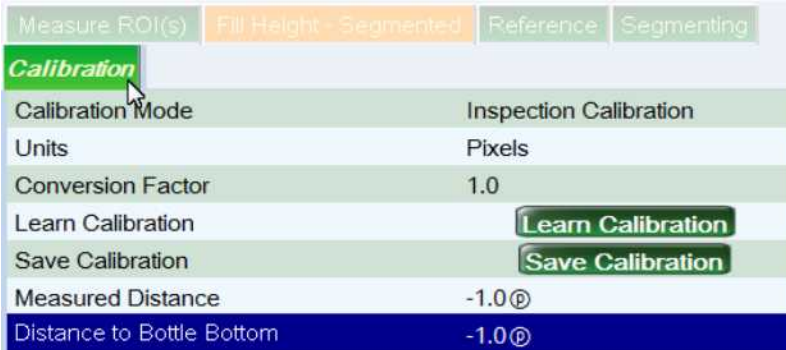 Measure ROI(s) Fill Height - Segmented Reference Segmenting
Calibration
Calibration Mode Inspection Calibration
Units Pixels
Conversion Factor 1.0
Learn Calibration Learn Calibration
Save Calibration Save Calibration
Measured Distance -1.0ⓟ
Distance to Bottle Bottom -1.0ⓟ